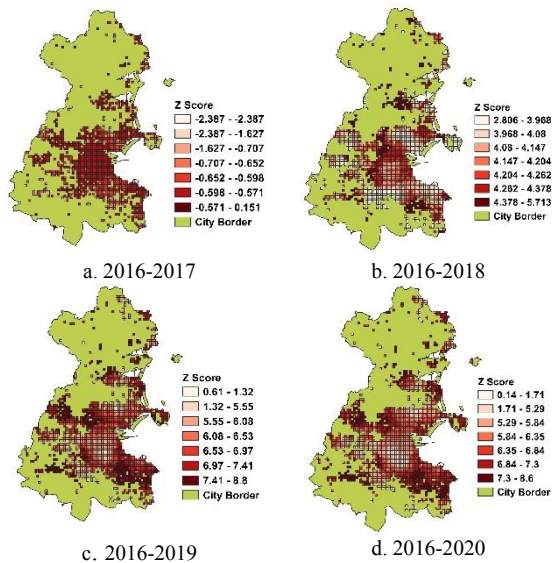 Z Score
-2.387 - -2.387
-2.387 - -1.627
-1.627 - -0.707
-0.707 - -0.652
-0.652 - -0.598
-0.598 - -0.571
-0.571 - 0.151
City Border
a. 2016-2017
Z Score
2.806 - 3.968
3.968 - 4.08
4.08 - 4.147
4.147 - 4.204
4.204 - 4.262
4.262 - 4.378
4.378 - 5.713
City Border
b. 2016-2018
Z Score
0.61 - 1.32
1.32 - 5.55
5.55 - 6.08
6.08 - 6.53
6.53 - 6.97
6.97 - 7.41
7.41 - 8.8
City Border
c. 2016-2019
Z Score
0.14 - 1.71
1.71 - 5.29
5.29 - 5.84
5.84 - 6.35
6.35 - 6.84
6.84 - 7.3
7.3 - 8.6
City Border
d. 2016-2020